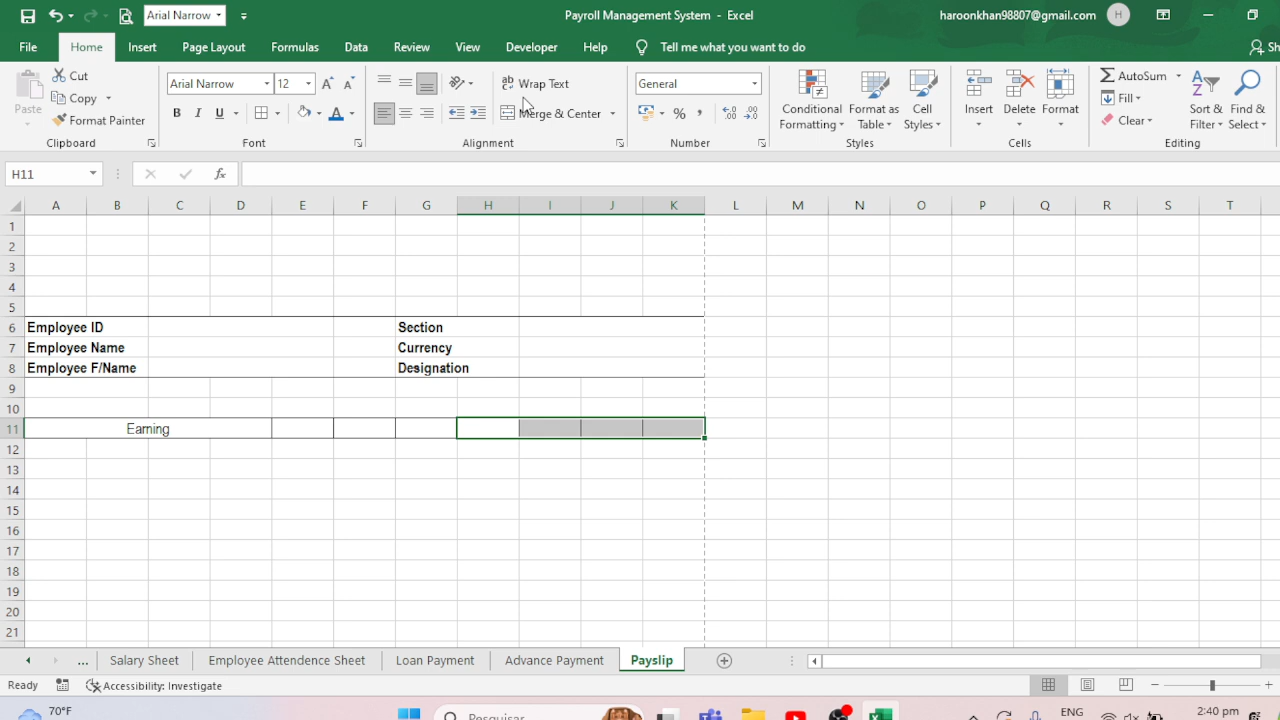 Arial Narrow
Payroll Management System - Excel
haroonkhan98807@gmail.com
H
File Home Insert Page Layout Formulas Data Review View Developer Help Tell me what you want to do Sh
Paste
Cut
Copy
Format Painter
Clipboard
Arial Narrow 12
B I U
Font
Wrap Text
Merge & Center
Alignment
General
% ,
Number
Conditional Formatting
Format as Table
Cell Styles
Styles
Insert
Delete
Format
Cells
AutoSum
Fill
Clear
Sort & Filter
Find & Select
Editing
H11
fx
A B C D E F G H I J K L M N O P Q R S T
1
2
3
4
5
6 Employee ID Section
7 Employee Name Currency
8 Employee F/Name Designation
9
10
11 Earning
12
13
14
15
16
17
18
19
20
21
... Salary Sheet Employee Attendence Sheet Loan Payment Advance Payment Payslip
Ready Accessibility: Investigate
70°F
Pesquisar
ENG
2:40 pm